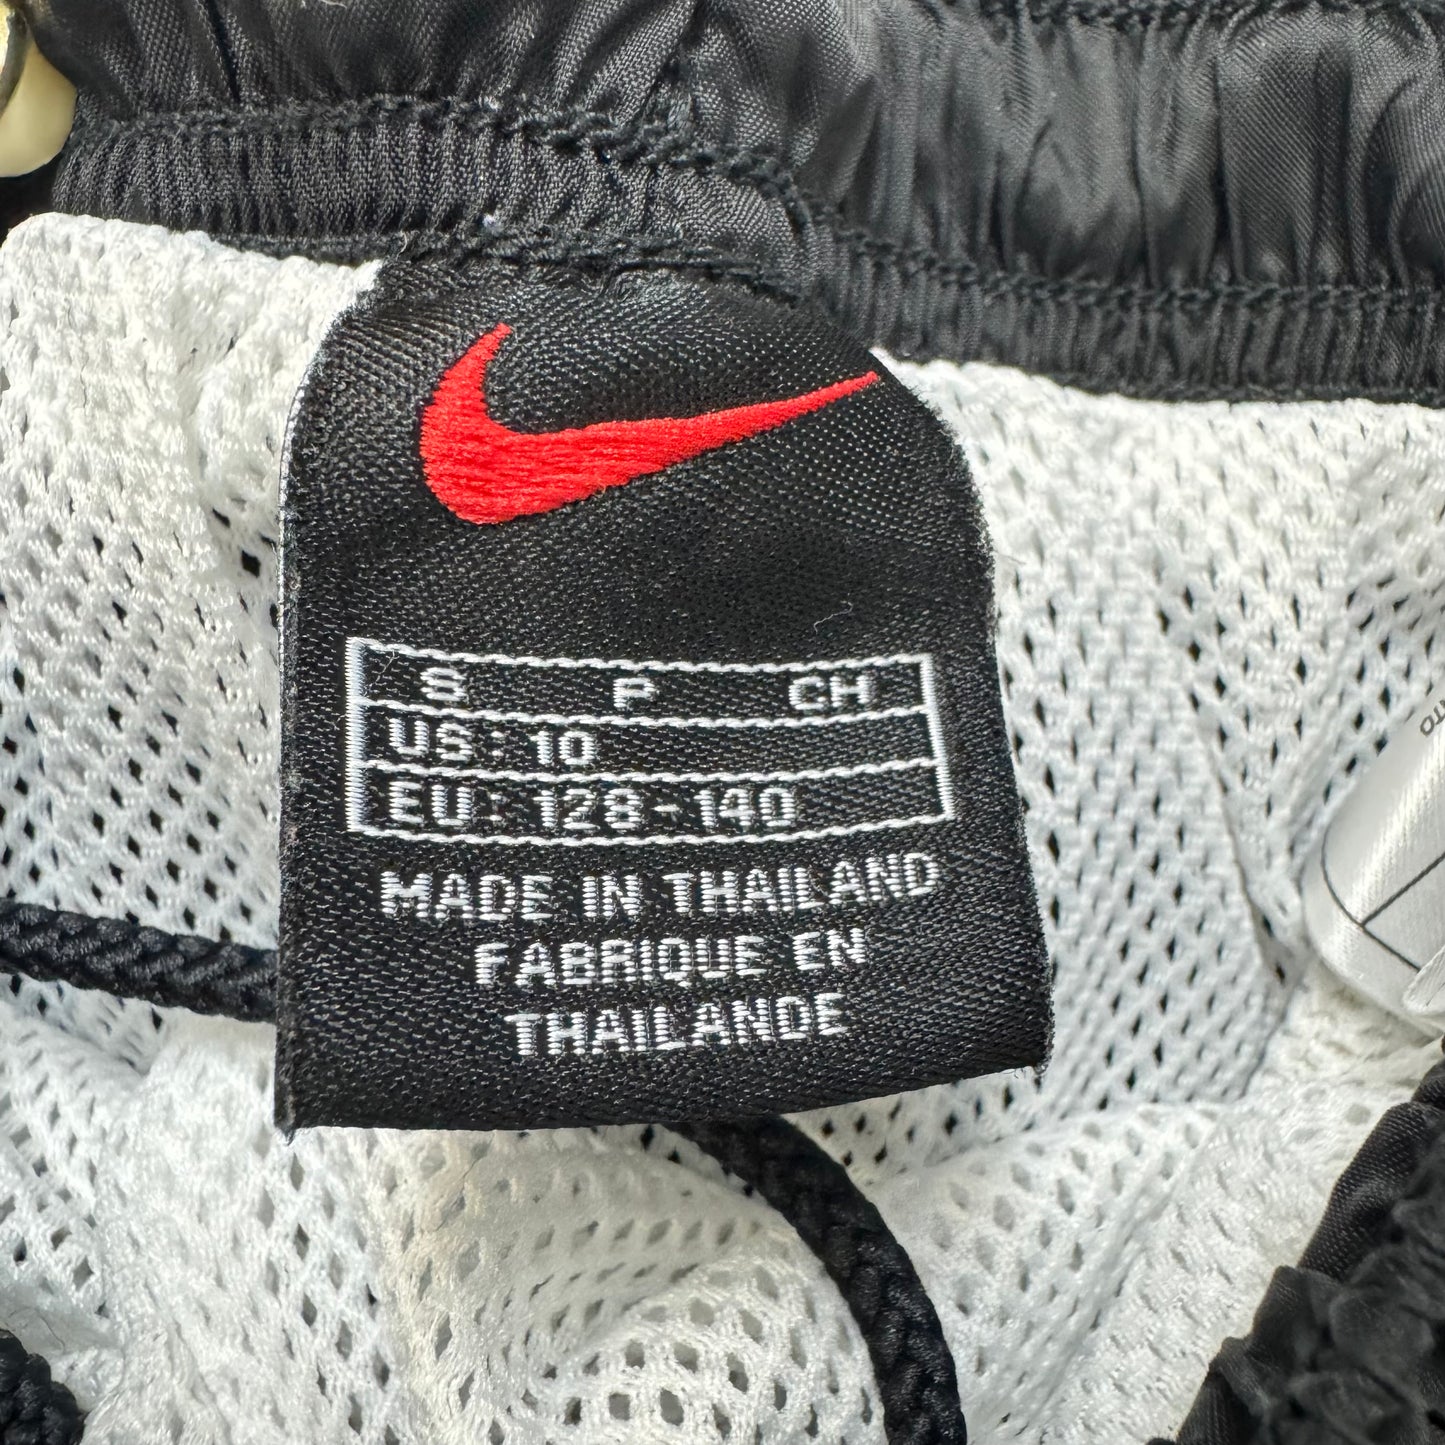 S P CH
US: 10
EU: 128-140
MADE IN THAILAND
FABRIQUE EN
THAILANDE